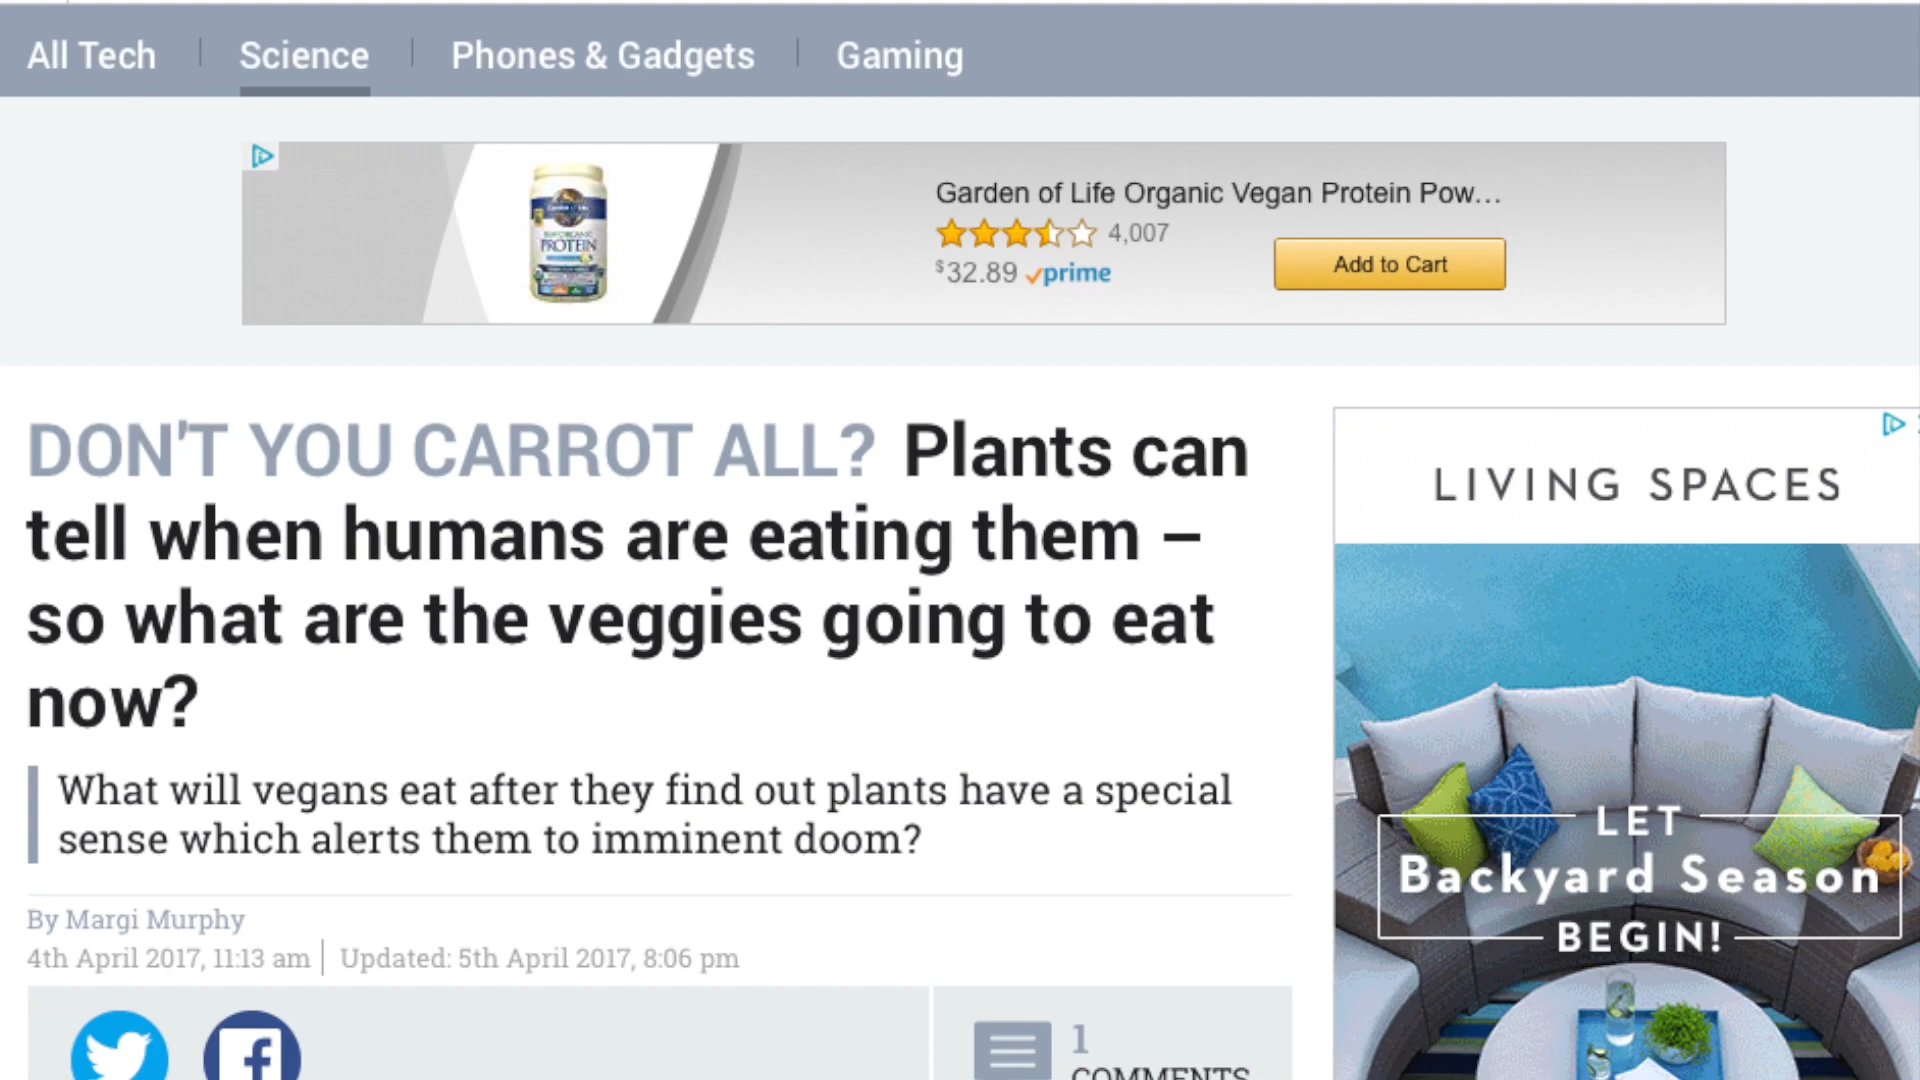 All Tech
Science
Phones & Gadgets
Gaming
PROTEIN
Garden of Life Organic Vegan Protein Pow...
4,007
$32.89 prime
Add to Cart
DON'T YOU CARROT ALL? Plants can
tell when humans are eating them –
so what are the veggies going to eat
now?
What will vegans eat after they find out plants have a special
sense which alerts them to imminent doom?
By Margi Murphy
4th April 2017, 11:13 am | Updated: 5th April 2017, 8:06 pm
1
COMMENTS
LIVING SPACES
LET
Backyard Season
BEGIN!